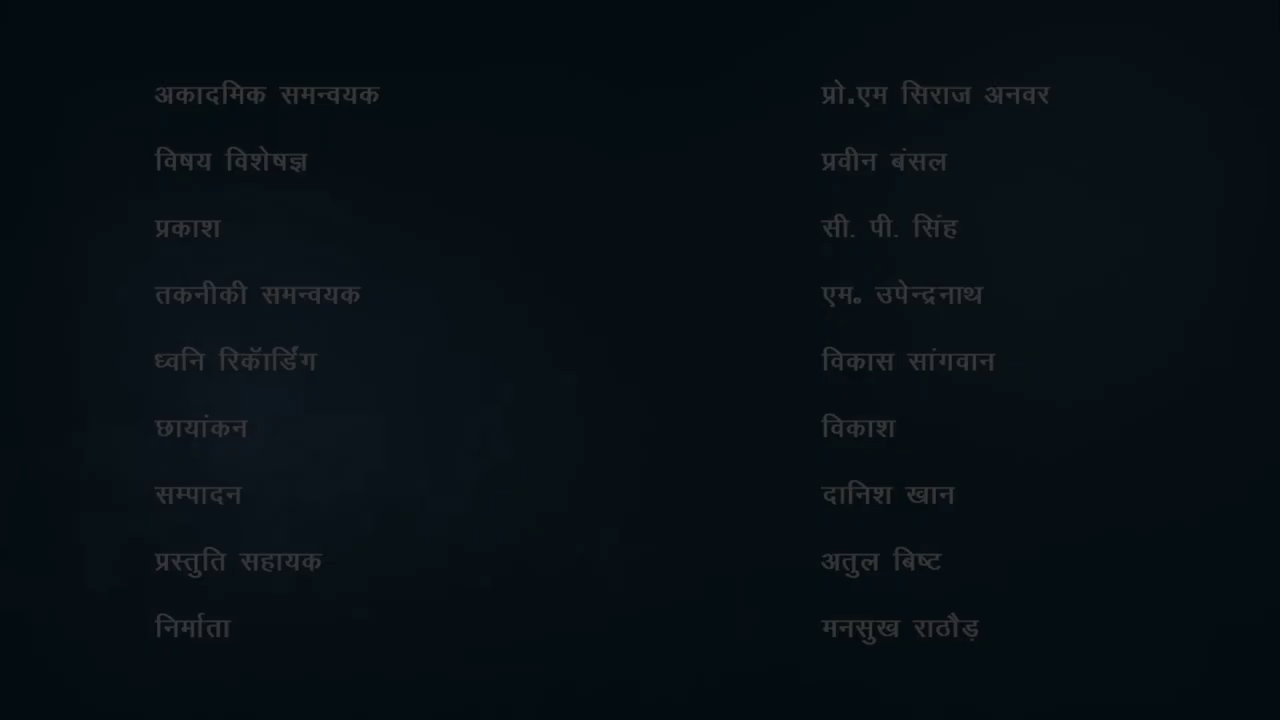 अकादमिक समन्वयक प्रो.एम सिराज अनवर
विषय विशेषज्ञ प्रवीन बंसल
प्रकाश सी. पी. सिंह
तकनीकी समन्वयक एम॰ उपेन्द्रनाथ
ध्वनि रिकॅार्डिंग विकास सांगवान
छायांकन विकाश
सम्पादन दानिश खान
प्रस्तुति सहायक अतुल बिष्ट
निर्माता मनसुख राठौड़